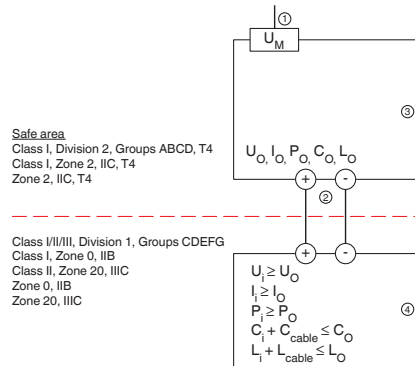 ①
U_M
③
Safe area
Class I, Division 2, Groups ABCD, T4
Class I, Zone 2, IIC, T4
Zone 2, IIC, T4
U_O, I_O, P_O, C_O, L_O
+ -
②
Class I/II/III, Division 1, Groups CDEFG
Class I, Zone 0, IIB
Class II, Zone 20, IIIC
Zone 0, IIB
Zone 20, IIIC
+ -
U_i ≥ U_O
I_i ≥ I_O
P_i ≥ P_O
C_i + C_cable ≤ C_O
L_i + L_cable ≤ L_O
④